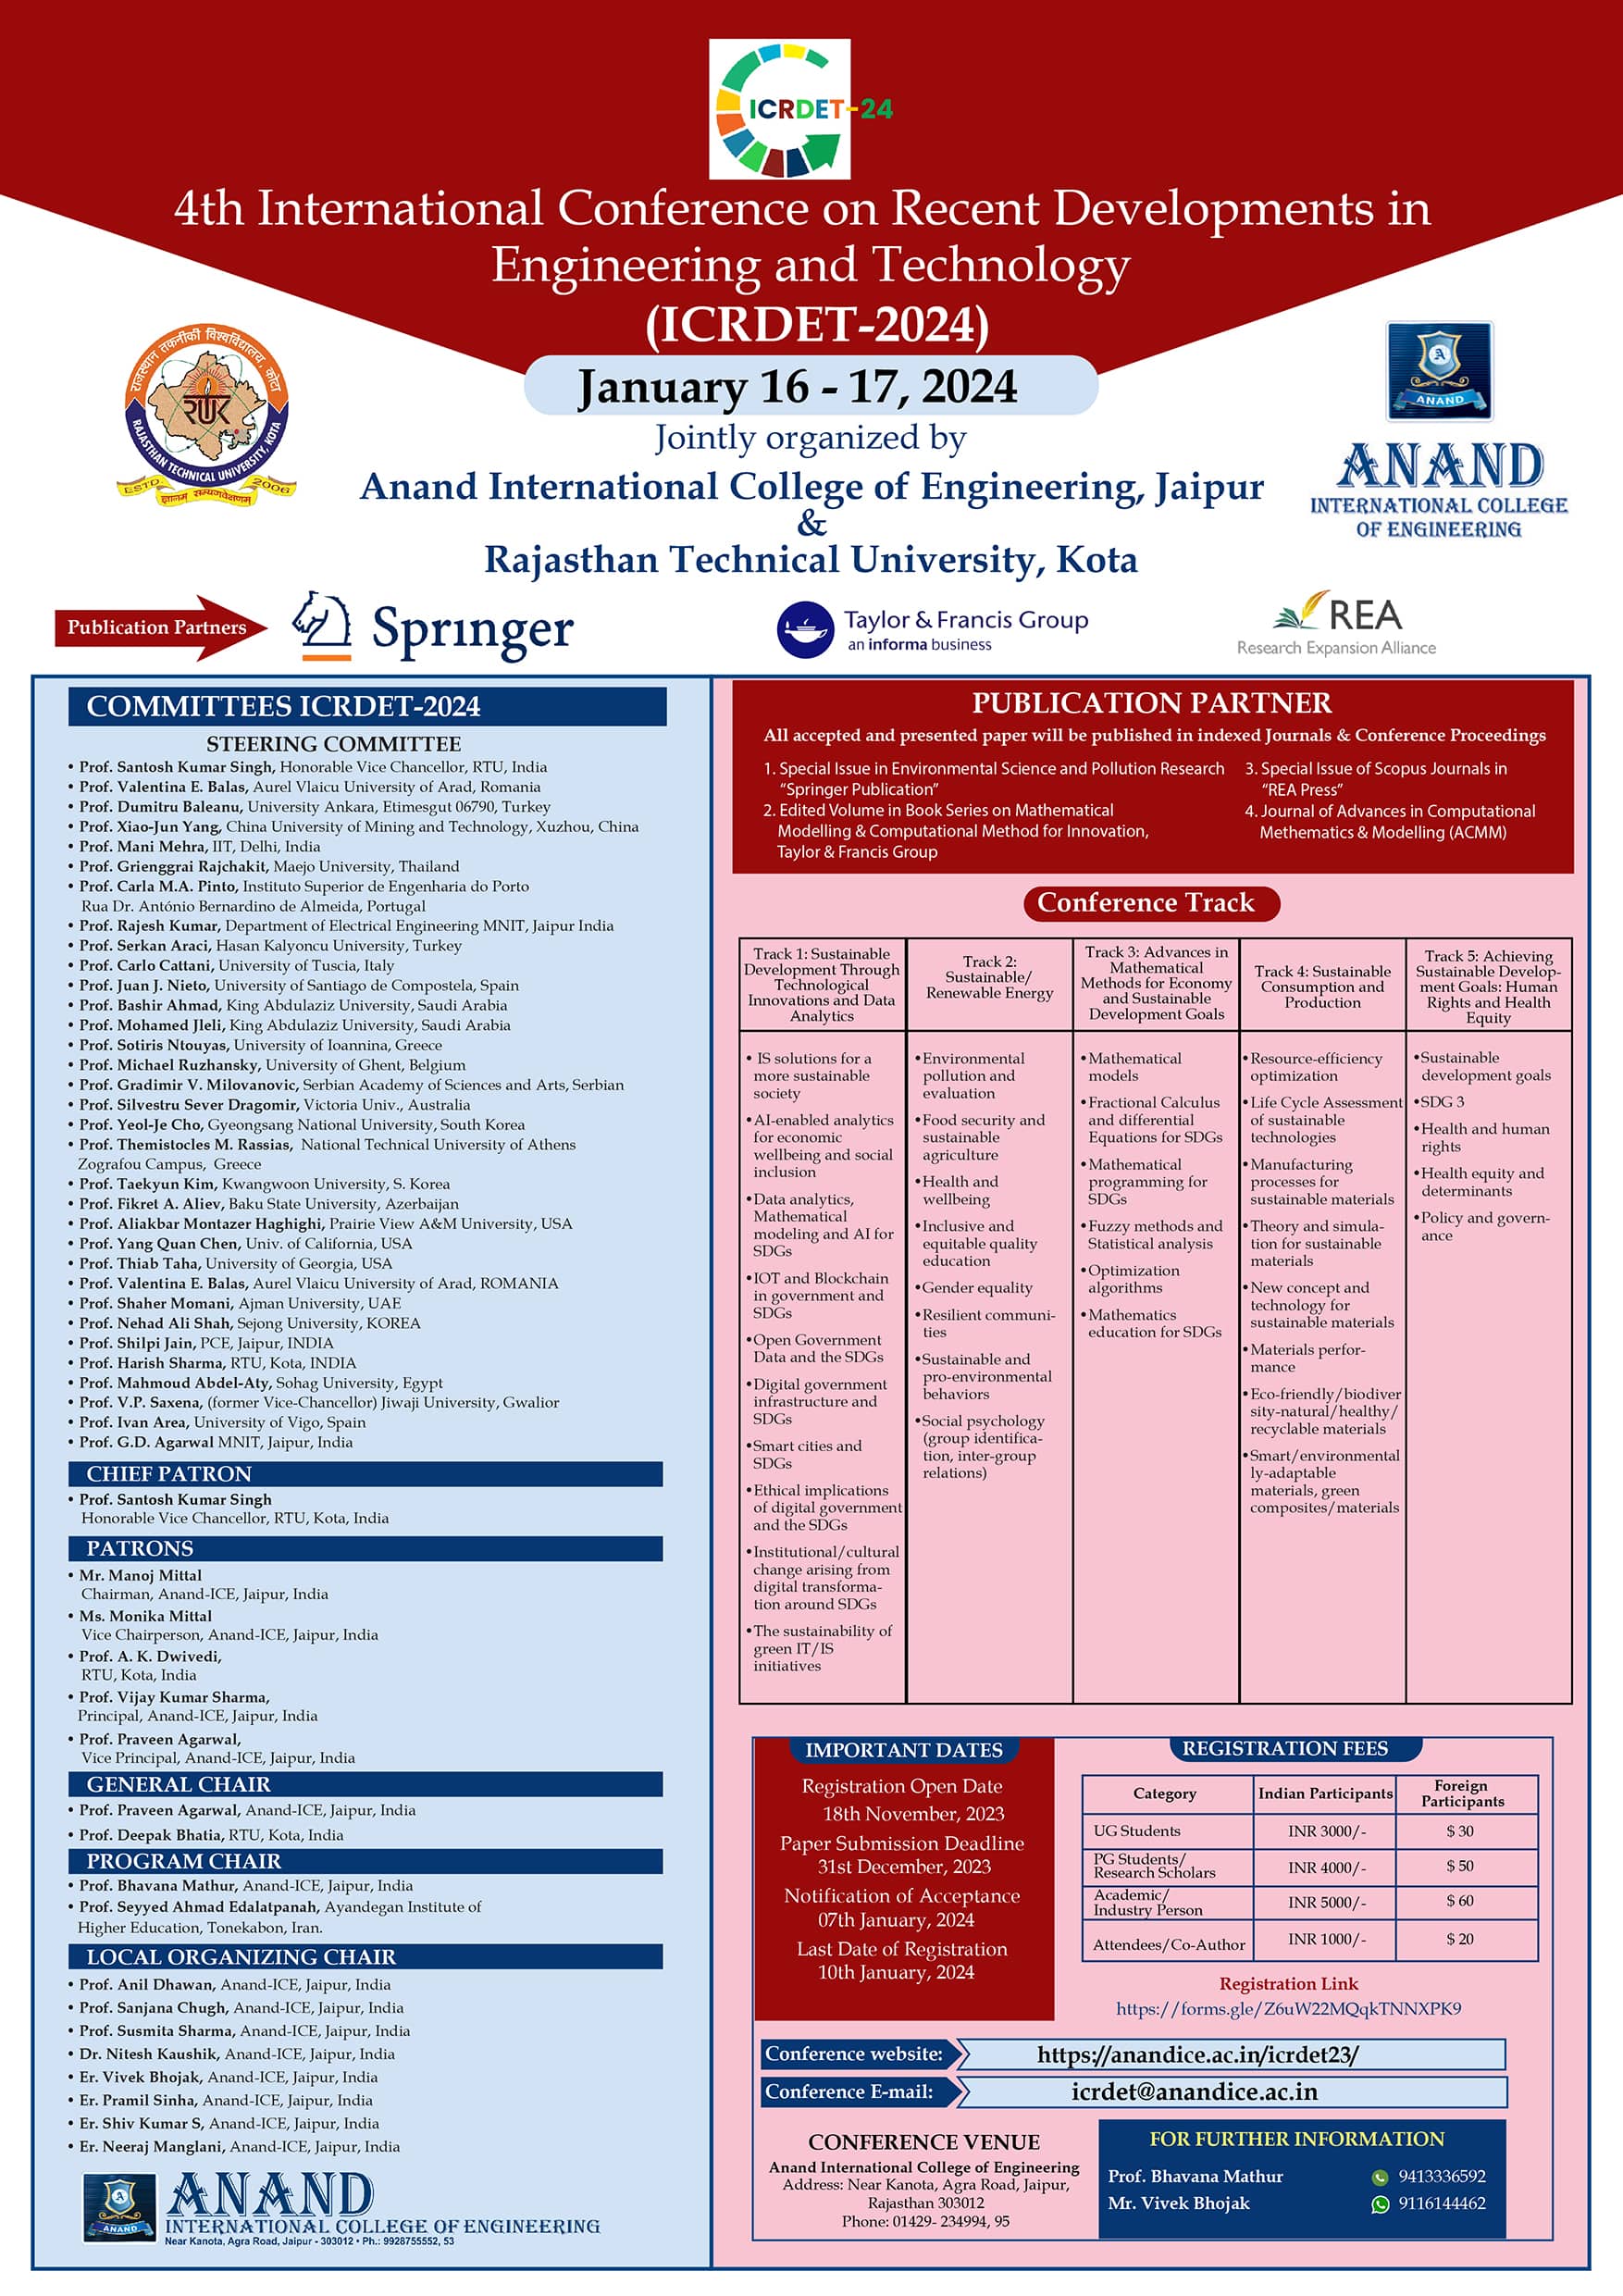 ICRDET-24
4th International Conference on Recent Developments in
Engineering and Technology
(ICRDET-2024)
January 16 - 17, 2024
Jointly organized by
Anand International College of Engineering, Jaipur
&
Rajasthan Technical University, Kota
राजस्थान तकनीकी विश्वविद्यालय, कोटा
RTUK
RAJASTHAN TECHNICAL UNIVERSITY, KOTA
ESTD. 2006
ज्ञानम् सम्यगवेक्षणम्
A
ANAND
ANAND
INTERNATIONAL COLLEGE
OF ENGINEERING
Publication Partners
Springer
Taylor & Francis Group
an informa business
REA
Research Expansion Alliance
COMMITTEES ICRDET-2024
STEERING COMMITTEE
• Prof. Santosh Kumar Singh, Honorable Vice Chancellor, RTU, India
• Prof. Valentina E. Balas, Aurel Vlaicu University of Arad, Romania
• Prof. Dumitru Baleanu, University Ankara, Etimesgut 06790, Turkey
• Prof. Xiao-Jun Yang, China University of Mining and Technology, Xuzhou, China
• Prof. Mani Mehra, IIT, Delhi, India
• Prof. Grienggrai Rajchakit, Maejo University, Thailand
• Prof. Carla M.A. Pinto, Instituto Superior de Engenharia do Porto
Rua Dr. António Bernardino de Almeida, Portugal
• Prof. Rajesh Kumar, Department of Electrical Engineering MNIT, Jaipur India
• Prof. Serkan Araci, Hasan Kalyoncu University, Turkey
• Prof. Carlo Cattani, University of Tuscia, Italy
• Prof. Juan J. Nieto, University of Santiago de Compostela, Spain
• Prof. Bashir Ahmad, King Abdulaziz University, Saudi Arabia
• Prof. Mohamed Jleli, King Abdulaziz University, Saudi Arabia
• Prof. Sotiris Ntouyas, University of Ioannina, Greece
• Prof. Michael Ruzhansky, University of Ghent, Belgium
• Prof. Gradimir V. Milovanovic, Serbian Academy of Sciences and Arts, Serbian
• Prof. Silvestru Sever Dragomir, Victoria Univ., Australia
• Prof. Yeol-Je Cho, Gyeongsang National University, South Korea
• Prof. Themistocles M. Rassias, National Technical University of Athens
Zografou Campus, Greece
• Prof. Taekyun Kim, Kwangwoon University, S. Korea
• Prof. Fikret A. Aliev, Baku State University, Azerbaijan
• Prof. Aliakbar Montazer Haghighi, Prairie View A&M University, USA
• Prof. Yang Quan Chen, Univ. of California, USA
• Prof. Thiab Taha, University of Georgia, USA
• Prof. Valentina E. Balas, Aurel Vlaicu University of Arad, ROMANIA
• Prof. Shaher Momani, Ajman University, UAE
• Prof. Nehad Ali Shah, Sejong University, KOREA
• Prof. Shilpi Jain, PCE, Jaipur, INDIA
• Prof. Harish Sharma, RTU, Kota, INDIA
• Prof. Mahmoud Abdel-Aty, Sohag University, Egypt
• Prof. V.P. Saxena, (former Vice-Chancellor) Jiwaji University, Gwalior
• Prof. Ivan Area, University of Vigo, Spain
• Prof. G.D. Agarwal MNIT, Jaipur, India
CHIEF PATRON
• Prof. Santosh Kumar Singh
Honorable Vice Chancellor, RTU, Kota, India
PATRONS
• Mr. Manoj Mittal
Chairman, Anand-ICE, Jaipur, India
• Ms. Monika Mittal
Vice Chairperson, Anand-ICE, Jaipur, India
• Prof. A. K. Dwivedi,
RTU, Kota, India
• Prof. Vijay Kumar Sharma,
Principal, Anand-ICE, Jaipur, India
• Prof. Praveen Agarwal,
Vice Principal, Anand-ICE, Jaipur, India
GENERAL CHAIR
• Prof. Praveen Agarwal, Anand-ICE, Jaipur, India
• Prof. Deepak Bhatia, RTU, Kota, India
PROGRAM CHAIR
• Prof. Bhavana Mathur, Anand-ICE, Jaipur, India
• Prof. Seyyed Ahmad Edalatpanah, Ayandegan Institute of
Higher Education, Tonekabon, Iran.
LOCAL ORGANIZING CHAIR
• Prof. Anil Dhawan, Anand-ICE, Jaipur, India
• Prof. Sanjana Chugh, Anand-ICE, Jaipur, India
• Prof. Susmita Sharma, Anand-ICE, Jaipur, India
• Dr. Nitesh Kaushik, Anand-ICE, Jaipur, India
• Er. Vivek Bhojak, Anand-ICE, Jaipur, India
• Er. Pramil Sinha, Anand-ICE, Jaipur, India
• Er. Shiv Kumar S, Anand-ICE, Jaipur, India
• Er. Neeraj Manglani, Anand-ICE, Jaipur, India
A
ANAND
ANAND
INTERNATIONAL COLLEGE OF ENGINEERING
Near Kanota, Agra Road, Jaipur - 303012 • Ph.: 9928755552, 53
PUBLICATION PARTNER
All accepted and presented paper will be published in indexed Journals & Conference Proceedings
1. Special Issue in Environmental Science and Pollution Research
"Springer Publication"
2. Edited Volume in Book Series on Mathematical
Modelling & Computational Method for Innovation,
Taylor & Francis Group
3. Special Issue of Scopus Journals in
"REA Press"
4. Journal of Advances in Computational
Methematics & Modelling (ACMM)
Conference Track
Track 1: Sustainable
Development Through
Technological
Innovations and Data
Analytics
• IS solutions for a
more sustainable
society
•AI-enabled analytics
for economic
wellbeing and social
inclusion
•Data analytics,
Mathematical
modeling and AI for
SDGs
•IOT and Blockchain
in government and
SDGs
•Open Government
Data and the SDGs
•Digital government
infrastructure and
SDGs
•Smart cities and
SDGs
•Ethical implications
of digital government
and the SDGs
•Institutional/cultural
change arising from
digital transforma-
tion around SDGs
•The sustainability of
green IT/IS
initiatives
Track 2:
Sustainable/
Renewable Energy
•Environmental
pollution and
evaluation
•Food security and
sustainable
agriculture
•Health and
wellbeing
•Inclusive and
equitable quality
education
•Gender equality
•Resilient communi-
ties
•Sustainable and
pro-environmental
behaviors
•Social psychology
(group identifica-
tion, inter-group
relations)
Track 3: Advances in
Mathematical
Methods for Economy
and Sustainable
Development Goals
•Mathematical
models
•Fractional Calculus
and differential
Equations for SDGs
•Mathematical
programming for
SDGs
•Fuzzy methods and
Statistical analysis
•Optimization
algorithms
•Mathematics
education for SDGs
Track 4: Sustainable
Consumption and
Production
•Resource-efficiency
optimization
•Life Cycle Assessment
of sustainable
technologies
•Manufacturing
processes for
sustainable materials
•Theory and simula-
tion for sustainable
materials
•New concept and
technology for
sustainable materials
•Materials perfor-
mance
•Eco-friendly/biodiver
sity-natural/healthy/
recyclable materials
•Smart/environmental
ly-adaptable
materials, green
composites/materials
Track 5: Achieving
Sustainable Develop-
ment Goals: Human
Rights and Health
Equity
•Sustainable
development goals
•SDG 3
•Health and human
rights
•Health equity and
determinants
•Policy and govern-
ance
IMPORTANT DATES
Registration Open Date
18th November, 2023
Paper Submission Deadline
31st December, 2023
Notification of Acceptance
07th January, 2024
Last Date of Registration
10th January, 2024
REGISTRATION FEES
Category Indian Participants Foreign Participants
UG Students INR 3000/- $ 30
PG Students/ Research Scholars INR 4000/- $ 50
Academic/ Industry Person INR 5000/- $ 60
Attendees/Co-Author INR 1000/- $ 20
Registration Link
https://forms.gle/Z6uW22MQqkTNNXPK9
Conference website: https://anandice.ac.in/icrdet23/
Conference E-mail: icrdet@anandice.ac.in
CONFERENCE VENUE
Anand International College of Engineering
Address: Near Kanota, Agra Road, Jaipur,
Rajasthan 303012
Phone: 01429- 234994, 95
FOR FURTHER INFORMATION
Prof. Bhavana Mathur 9413336592
Mr. Vivek Bhojak 9116144462